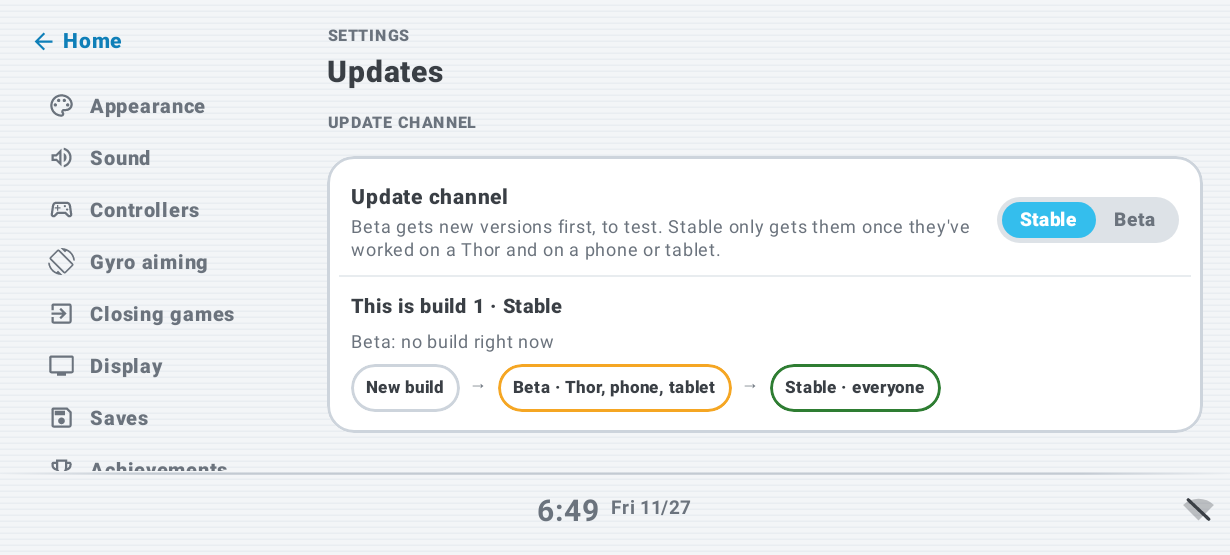 Home
Appearance
Sound
Controllers
Gyro aiming
Closing games
Display
Saves
Achievements
SETTINGS
Updates
UPDATE CHANNEL
Update channel
Beta gets new versions first, to test. Stable only gets them once they've
worked on a Thor and on a phone or tablet.
Stable Beta
This is build 1 · Stable
Beta: no build right now
New build → Beta · Thor, phone, tablet → Stable · everyone
6:49 Fri 11/27